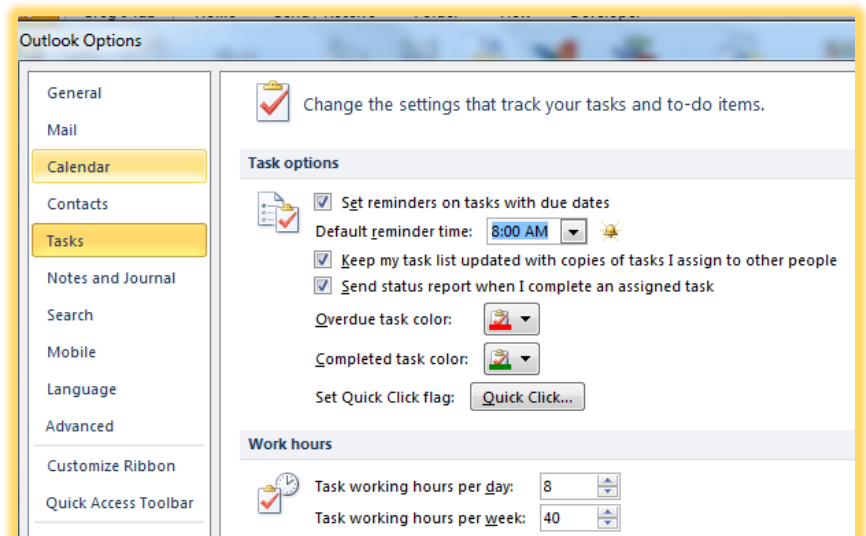 Outlook Options
General
Mail
Calendar
Contacts
Tasks
Notes and Journal
Search
Mobile
Language
Advanced
Customize Ribbon
Quick Access Toolbar
Change the settings that track your tasks and to-do items.
Task options
Set reminders on tasks with due dates
Default reminder time: 8:00 AM
Keep my task list updated with copies of tasks I assign to other people
Send status report when I complete an assigned task
Overdue task color:
Completed task color:
Set Quick Click flag: Quick Click...
Work hours
Task working hours per day: 8
Task working hours per week: 40